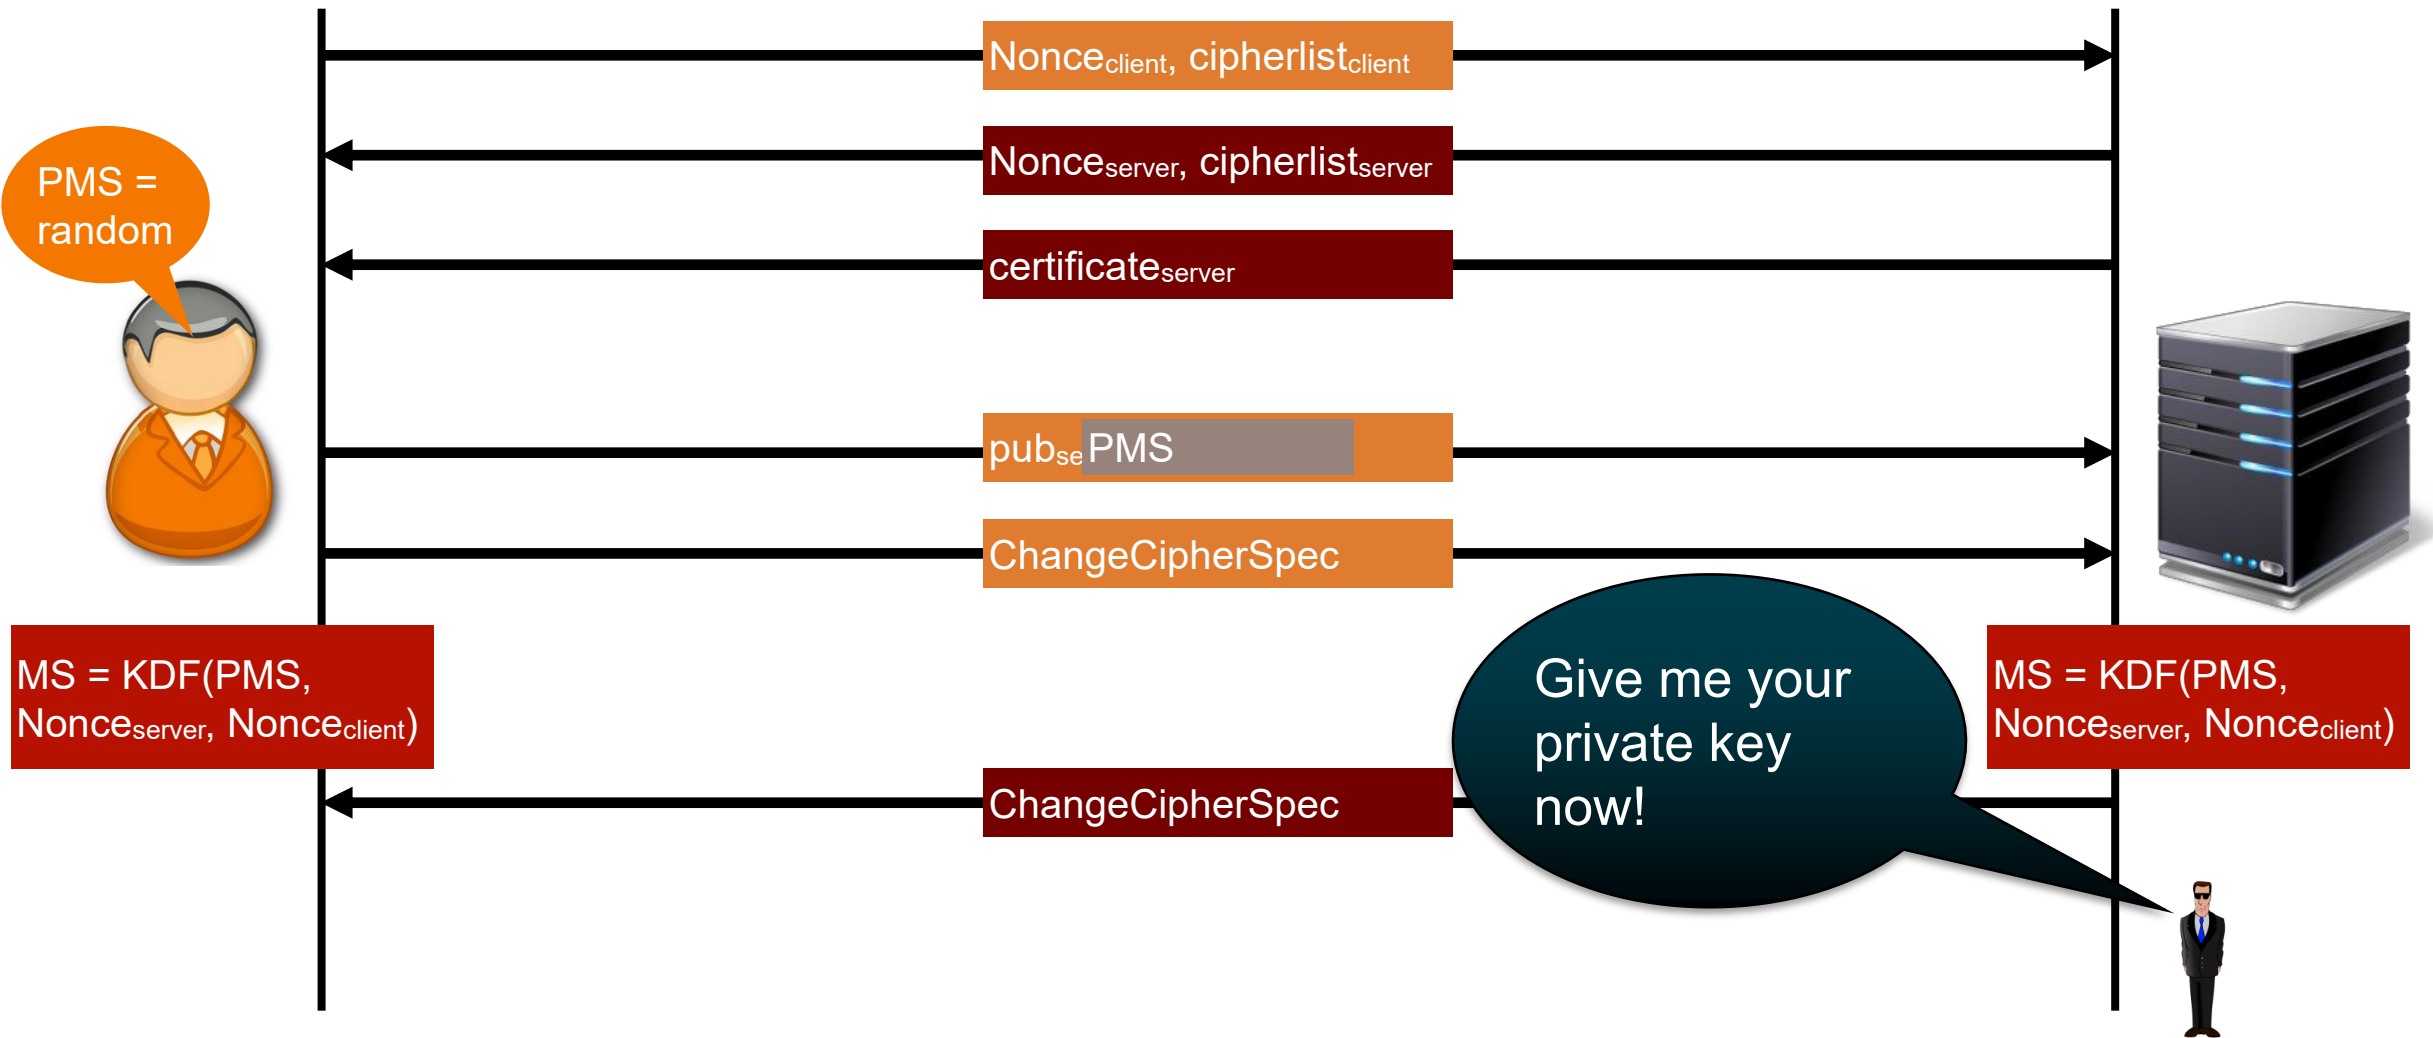 Nonceclient, cipherlistclient
Nonceserver, cipherlistserver
PMS =
random
certificateserver
pubse PMS
ChangeCipherSpec
MS = KDF(PMS,
Nonceserver, Nonceclient)
Give me your
private key
now!
MS = KDF(PMS,
Nonceserver, Nonceclient)
ChangeCipherSpec